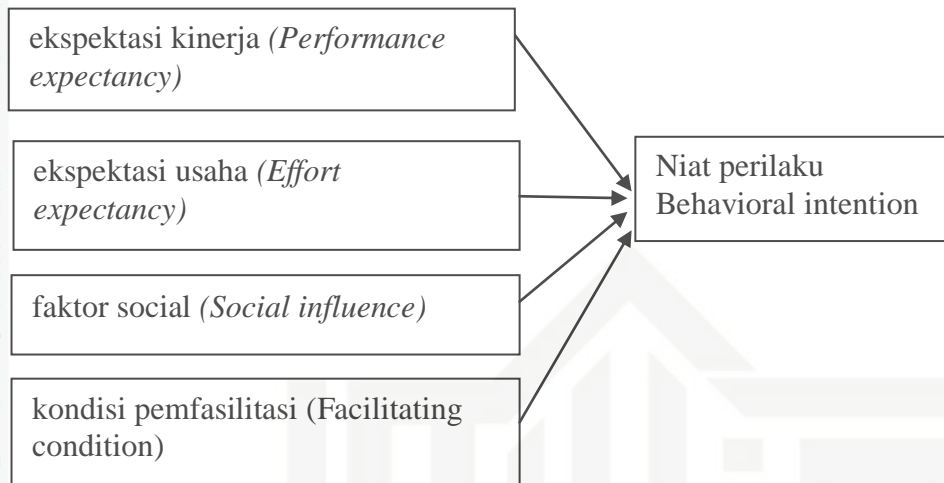 ekspektasi kinerja (Performance
expectancy)
ekspektasi usaha (Effort
expectancy)
faktor social (Social influence)
kondisi pemfasilitasi (Facilitating
condition)
Niat perilaku
Behavioral intention